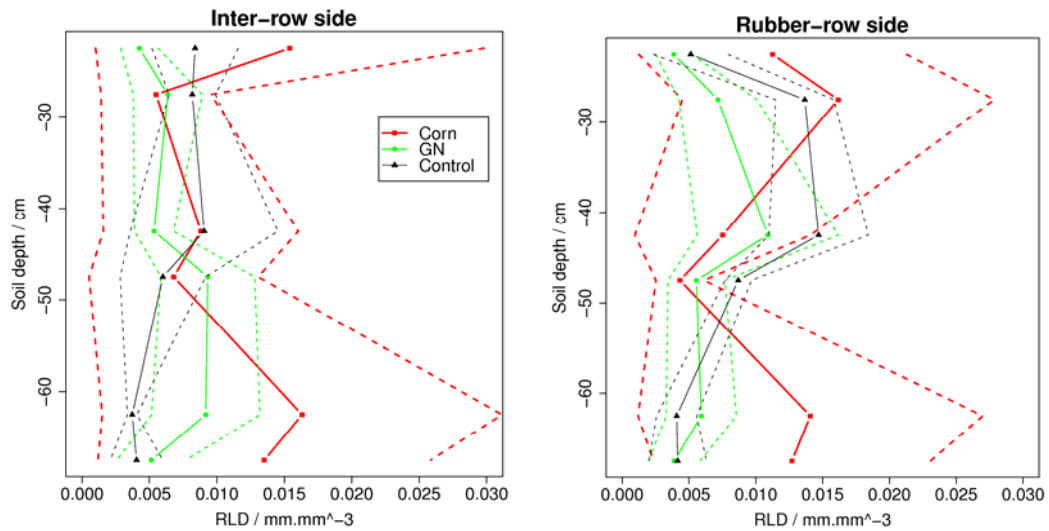 Inter-row side
Soil depth / cm
-30
-40
-50
-60
Corn
GN
Control
0.000 0.005 0.010 0.015 0.020 0.025 0.030
RLD / mm.mm^-3
Rubber-row side
Soil depth / cm
-30
-40
-50
-60
0.000 0.005 0.010 0.015 0.020 0.025 0.030
RLD / mm.mm^-3